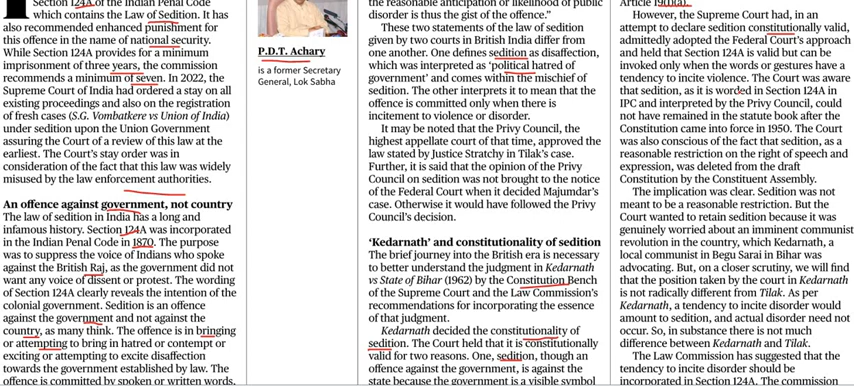 Section 124A of the Indian Penal Code
which contains the Law of Sedition. It has
also recommended enhanced punishment for
this offence in the name of national security.
While Section 124A provides for a minimum
imprisonment of three years, the commission
recommends a minimum of seven. In 2022, the
Supreme Court of India had ordered a stay on all
existing proceedings and also on the registration
of fresh cases (S.G. Vombatkere vs Union of India)
under sedition upon the Union Government
assuring the Court of a review of this law at the
earliest. The Court's stay order was in
consideration of the fact that this law was widely
misused by the law enforcement authorities.
An offence against government, not country
The law of sedition in India has a long and
infamous history. Section 124A was incorporated
in the Indian Penal Code in 1870. The purpose
was to suppress the voice of Indians who spoke
against the British Raj, as the government did not
want any voice of dissent or protest. The wording
of Section 124A clearly reveals the intention of the
colonial government. Sedition is an offence
against the government and not against the
country, as many think. The offence is in bringing
or attempting to bring in hatred or contempt or
exciting or attempting to excite disaffection
towards the government established by law. The
offence is committed by spoken or written words,
P.D.T. Achary
is a former Secretary
General, Lok Sabha
the reasonable anticipation or likelihood of public
disorder is thus the gist of the offence."
These two statements of the law of sedition
given by two courts in British India differ from
one another. One defines sedition as disaffection,
which was interpreted as 'political hatred of
government' and comes within the mischief of
sedition. The other interprets it to mean that the
offence is committed only when there is
incitement to violence or disorder.
It may be noted that the Privy Council, the
highest appellate court of that time, approved the
law stated by Justice Stratchy in Tilak's case.
Further, it is said that the opinion of the Privy
Council on sedition was not brought to the notice
of the Federal Court when it decided Majumdar's
case. Otherwise it would have followed the Privy
Council's decision.
'Kedarnath' and constitutionality of sedition
The brief journey into the British era is necessary
to better understand the judgment in Kedarnath
vs State of Bihar (1962) by the Constitution Bench
of the Supreme Court and the Law Commission's
recommendations for incorporating the essence
of that judgment.
Kedarnath decided the constitutionality of
sedition. The Court held that it is constitutionally
valid for two reasons. One, sedition, though an
offence against the government, is against the
state because the government is a visible symbol
Article 19(1)(a).
However, the Supreme Court had, in an
attempt to declare sedition constitutionally valid,
admittedly adopted the Federal Court's approach
and held that Section 124A is valid but can be
invoked only when the words or gestures have a
tendency to incite violence. The Court was aware
that sedition, as it is worded in Section 124A in
IPC and interpreted by the Privy Council, could
not have remained in the statute book after the
Constitution came into force in 1950. The Court
was also conscious of the fact that sedition, as a
reasonable restriction on the right of speech and
expression, was deleted from the draft
Constitution by the Constituent Assembly.
The implication was clear. Sedition was not
meant to be a reasonable restriction. But the
Court wanted to retain sedition because it was
genuinely worried about an imminent communist
revolution in the country, which Kedarnath, a
local communist in Begu Sarai in Bihar was
advocating. But, on a closer scrutiny, we will find
that the position taken by the court in Kedarnath
is not radically different from Tilak. As per
Kedarnath, a tendency to incite disorder would
amount to sedition, and actual disorder need not
occur. So, in substance there is not much
difference between Kedarnath and Tilak.
The Law Commission has suggested that the
tendency to incite disorder should be
incorporated in Section 124A. The commission